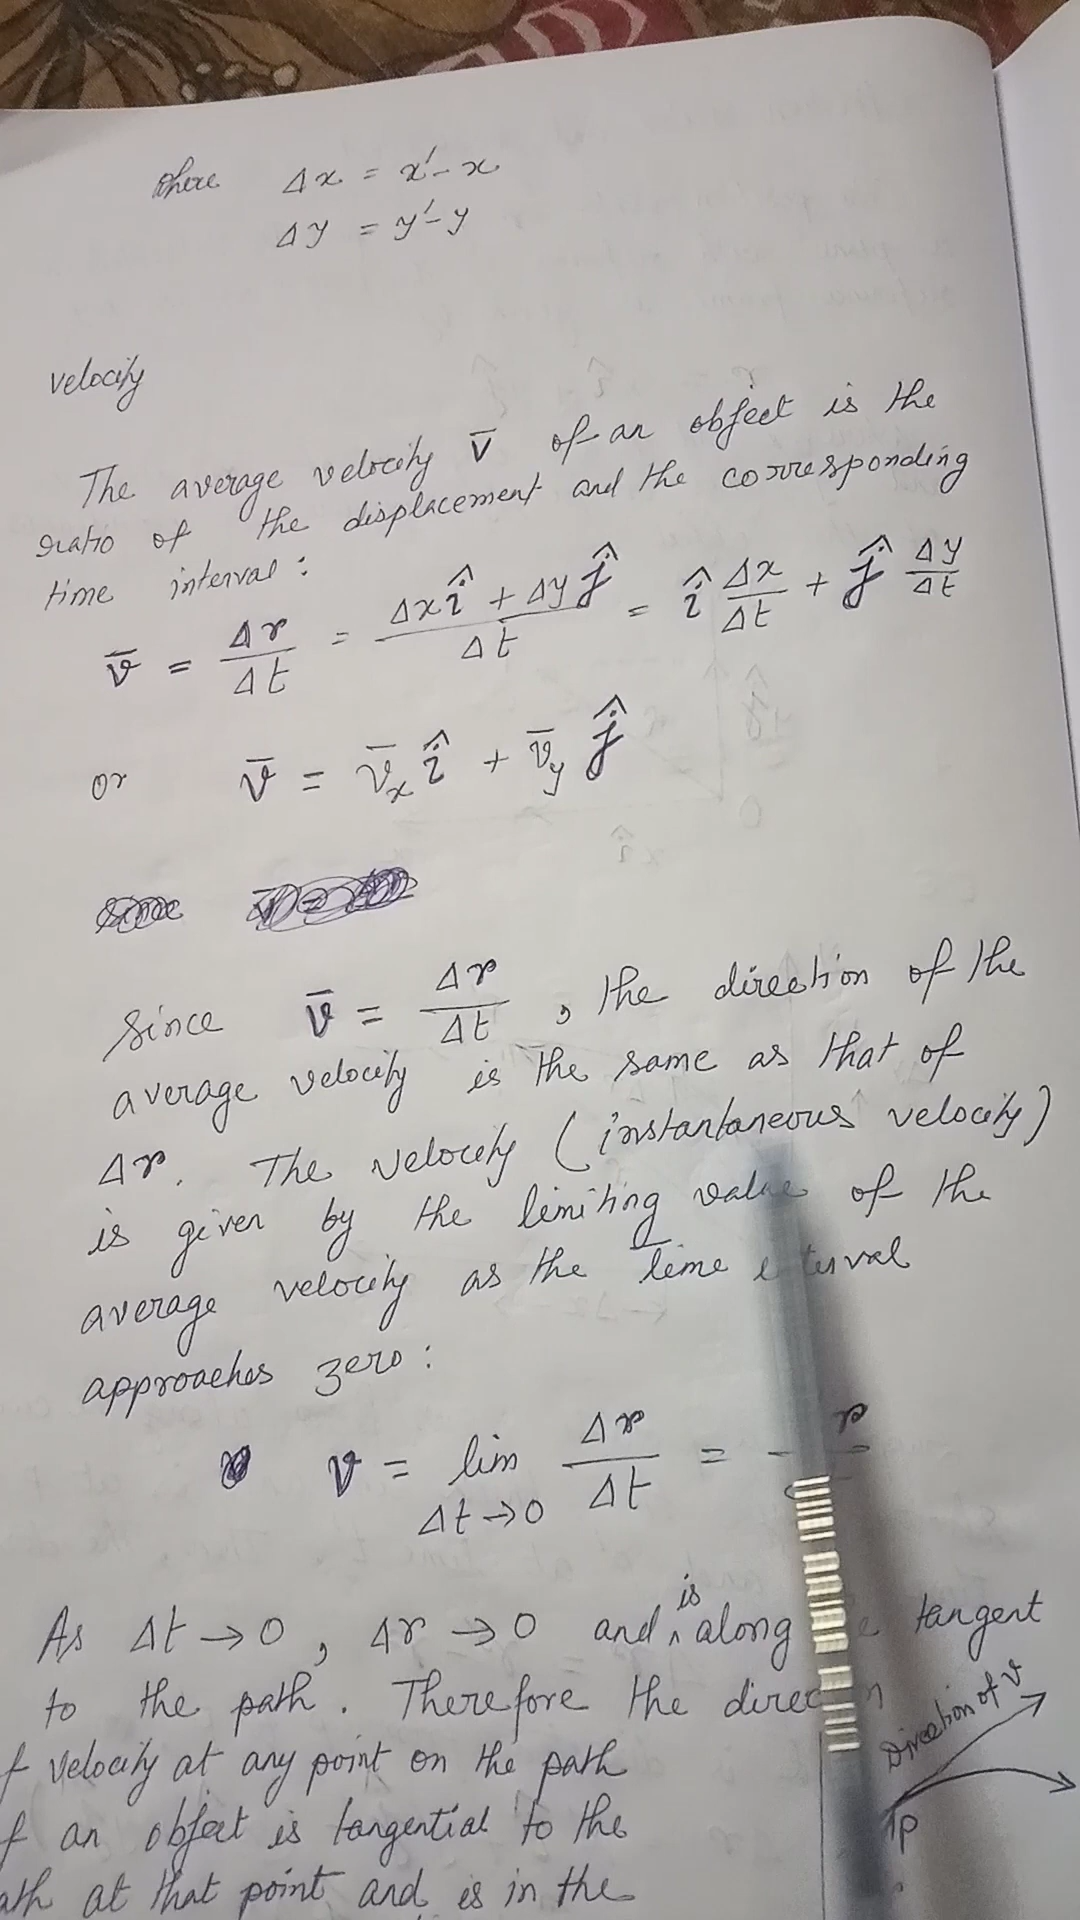 where Δx = x' - x
Δy = y' - y
velocity
The average velocity v̄ of an object is the
ratio of the displacement and the corresponding
time interval :
v̄ = Δr/Δt = (Δx î + Δy ĵ)/Δt = î Δx/Δt + ĵ Δy/Δt
or v̄ = v̄ₓ î + v̄ᵧ ĵ
Since v̄ = Δr/Δt , the direction of the
average velocity is the same as that of
Δr. The velocity (instantaneous velocity)
is given by the limiting value of the
average velocity as the time interval
approaches zero :
v = lim Δt→0 Δr/Δt = r
As Δt → 0 , Δr → 0 and is along tangent
to the path. Therefore the direction
f velocity at any point on the path
f an object is tangential to the
ath at that point and is in the
Direction of v
P